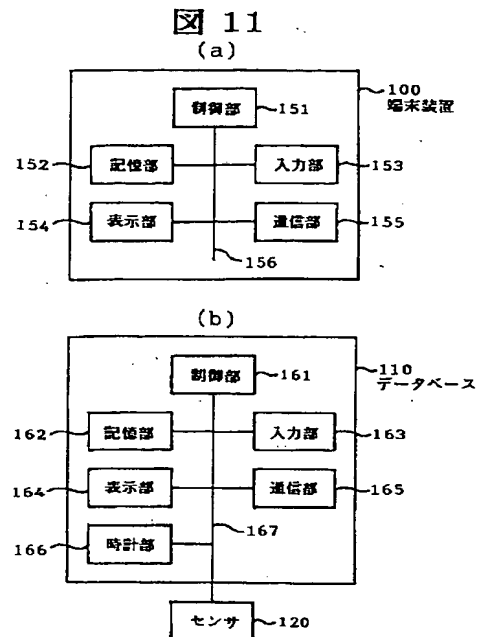 図 11
(a)
100
端末装置
制御部 151
152 記憶部 入力部 153
154 表示部 通信部 155
156
(b)
110
データベース
制御部 161
162 記憶部 入力部 163
164 表示部 通信部 165
166 時計部 167
センサ 120